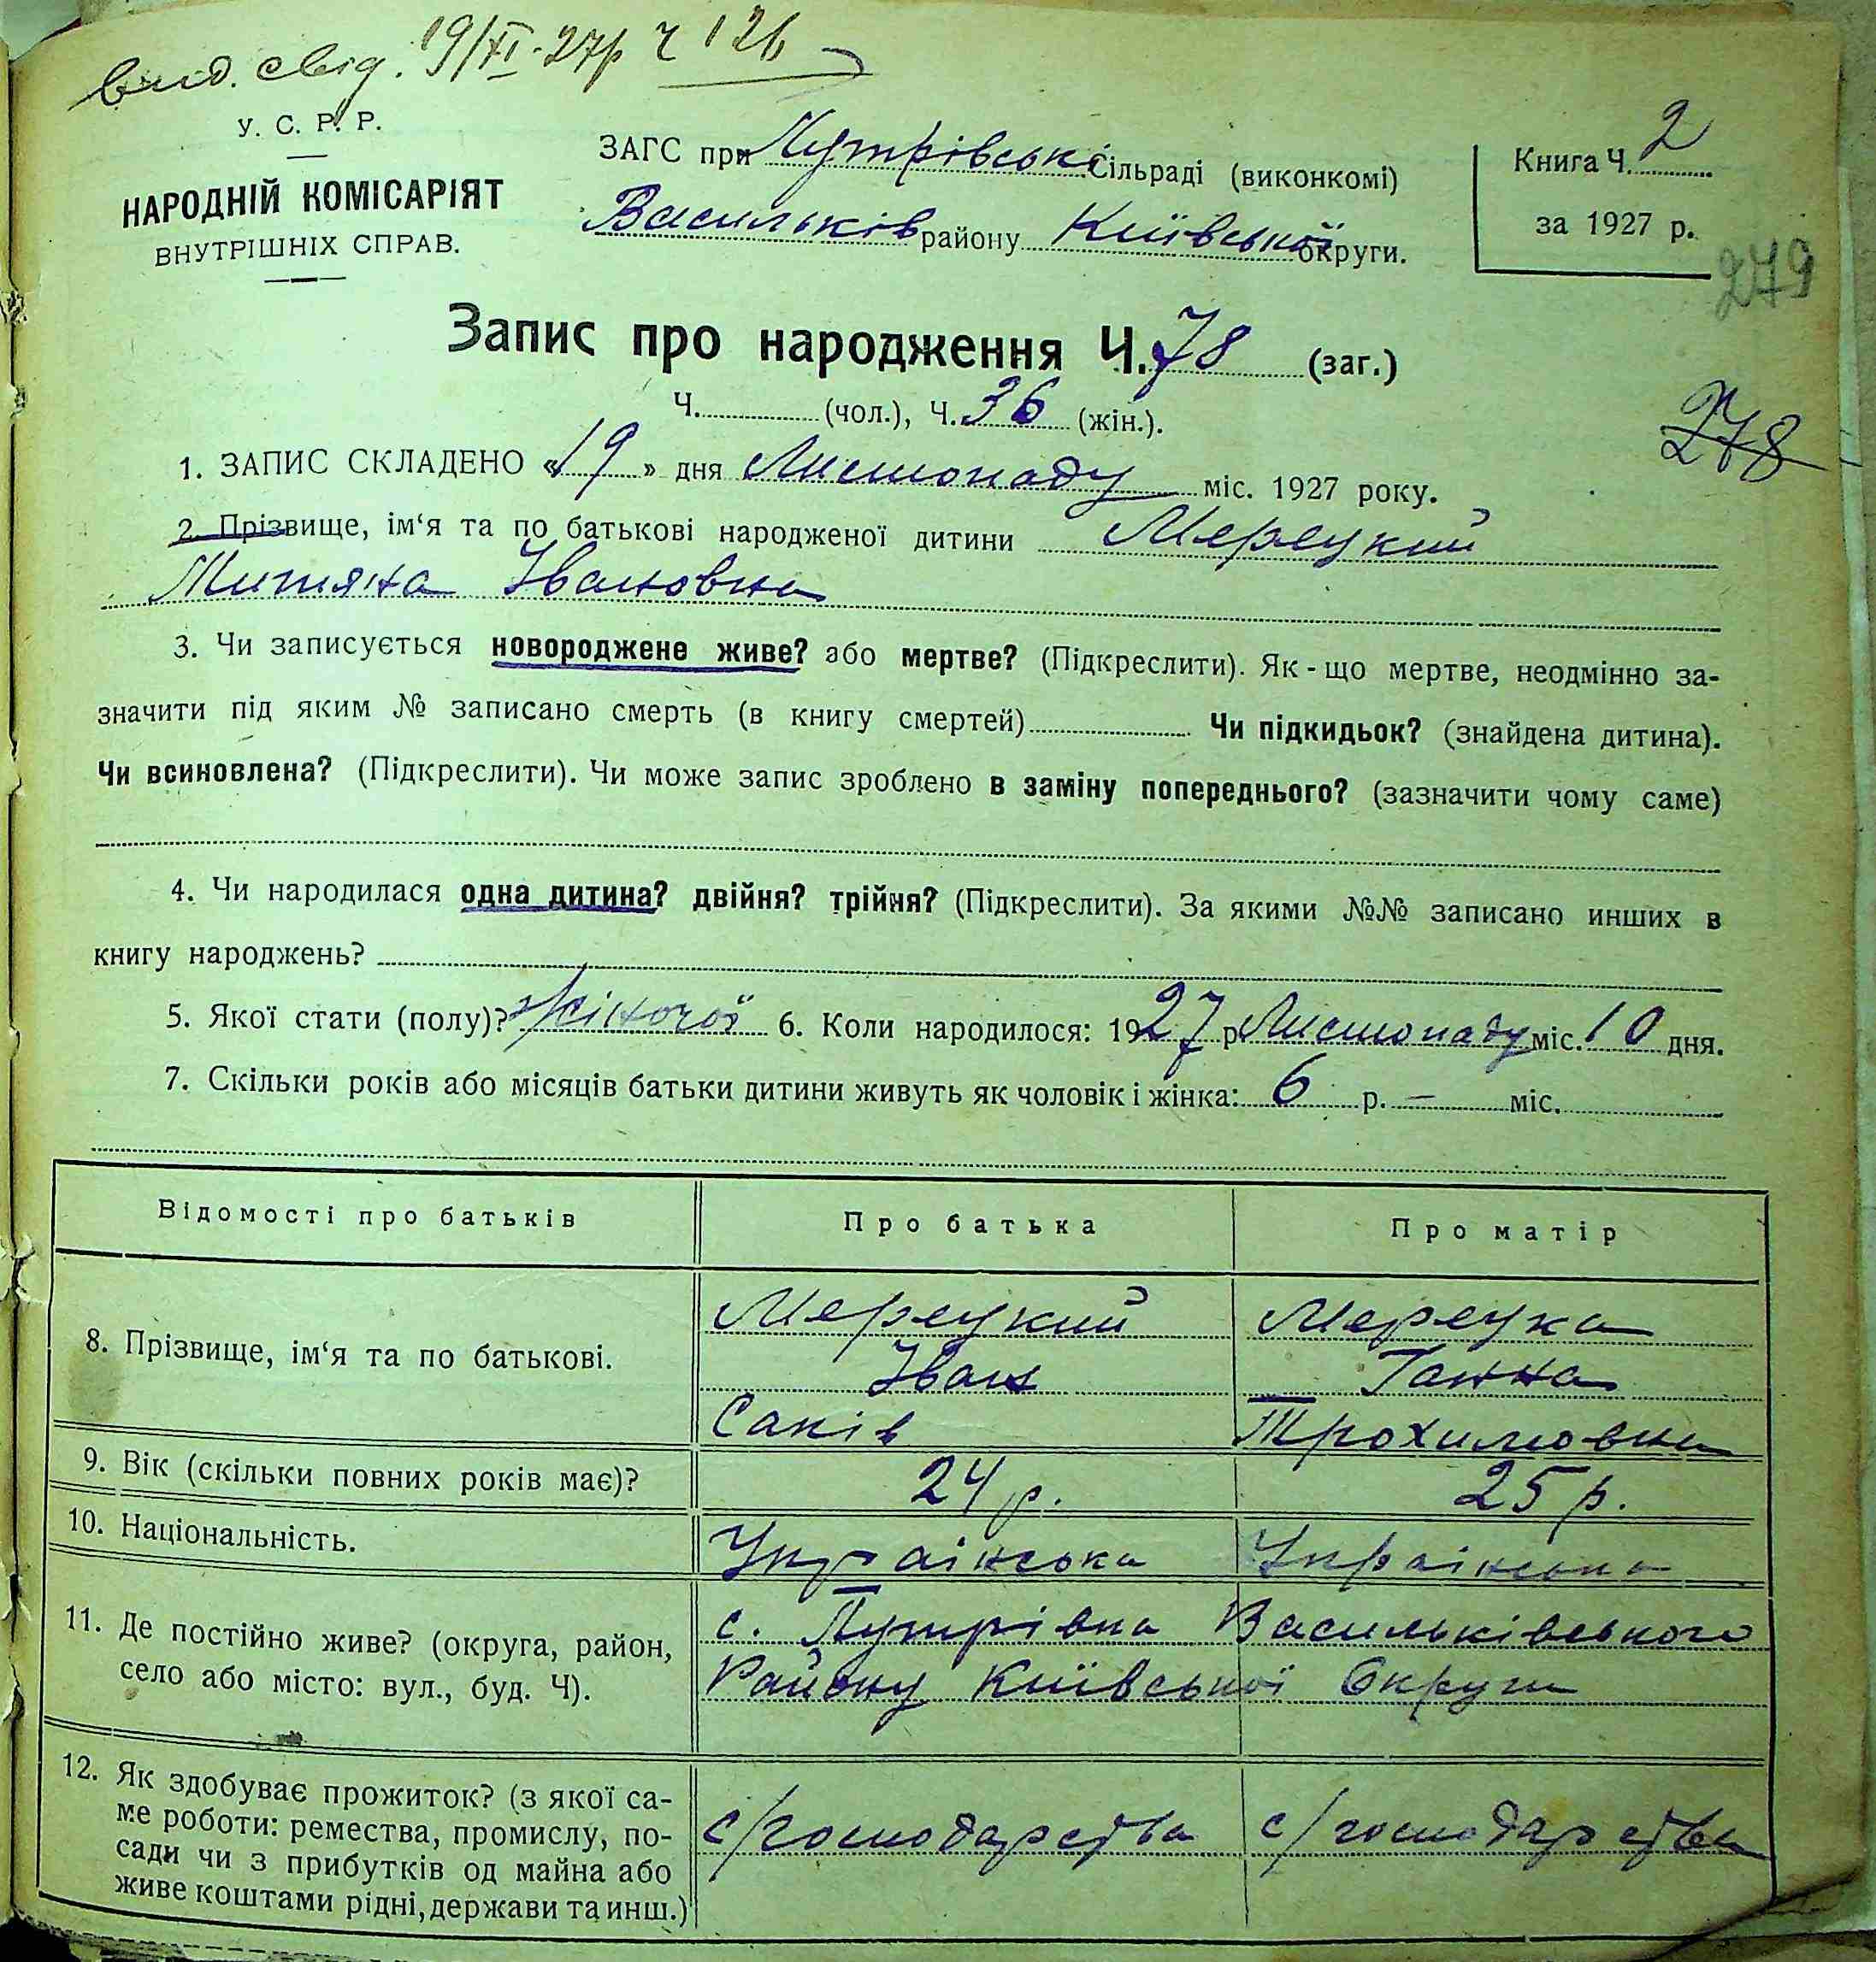 вид. свід. 19/XI-27р Ч 126
У. С. Р. Р.
НАРОДНІЙ КОМІСАРІЯТ
ВНУТРІШНІХ СПРАВ.
ЗАГС при Путрівські Сільраді (виконкомі)
Васильків району Київської округи.
Книга Ч. 2
за 1927 р.
279
Запис про народження Ч. 78 (заг.)
Ч. (чол.), Ч. 36 (жін.).
278
1. ЗАПИС СКЛАДЕНО «19» дня Листопаду міс. 1927 року.
2. Прізвище, ім‘я та по батькові народженої дитини Мерецкий
Титяна Івановна
3. Чи записується новороджене живе? або мертве? (Підкреслити). Як-що мертве, неодмінно за-
значити під яким № записано смерть (в книгу смертей) Чи підкидьок? (знайдена дитина).
Чи всиновлена? (Підкреслити). Чи може запис зроблено в заміну попереднього? (зазначити чому саме)
4. Чи народилася одна дитина? двійня? трійня? (Підкреслити). За якими №№ записано инших в
книгу народжень?
5. Якої стати (полу)? жіночої 6. Коли народилося: 1927 р. Листопаду міс. 10 дня.
7. Скільки років або місяців батьки дитини живуть як чоловік і жінка: 6 р. — міс.
Відомості про батьків Про батька Про матір
8. Прізвище, ім‘я та по батькові.
Мерецкий Мерецка
Іван Ганна
Саків Трохимовна
9. Вік (скільки повних років має)? 24 р. 25 р.
10. Національність. Українська Українська
11. Де постійно живе? (округа, район,
село або місто: вул., буд. Ч).
с. Путрівка Васильківського
Району Київської Округи
12. Як здобуває прожиток? (з якої са-
ме роботи: ремества, промислу, по-
сади чи з прибутків од майна або
живе коштами рідні, держави та инш.)
с/господарства с/господарства